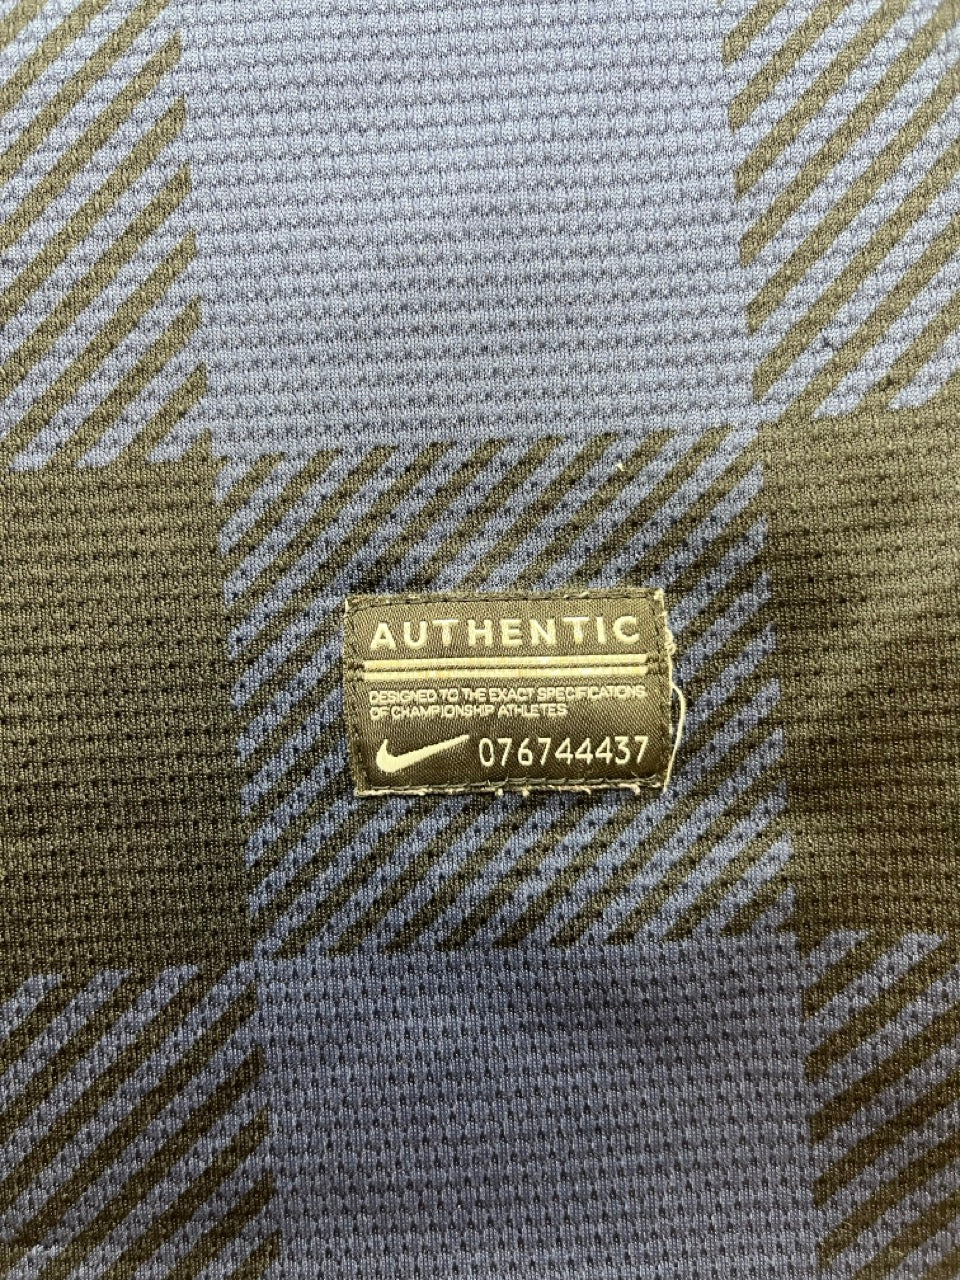 AUTHENTIC
DESIGNED TO THE EXACT SPECIFICATIONS
OF CHAMPIONSHIP ATHLETES
076744437